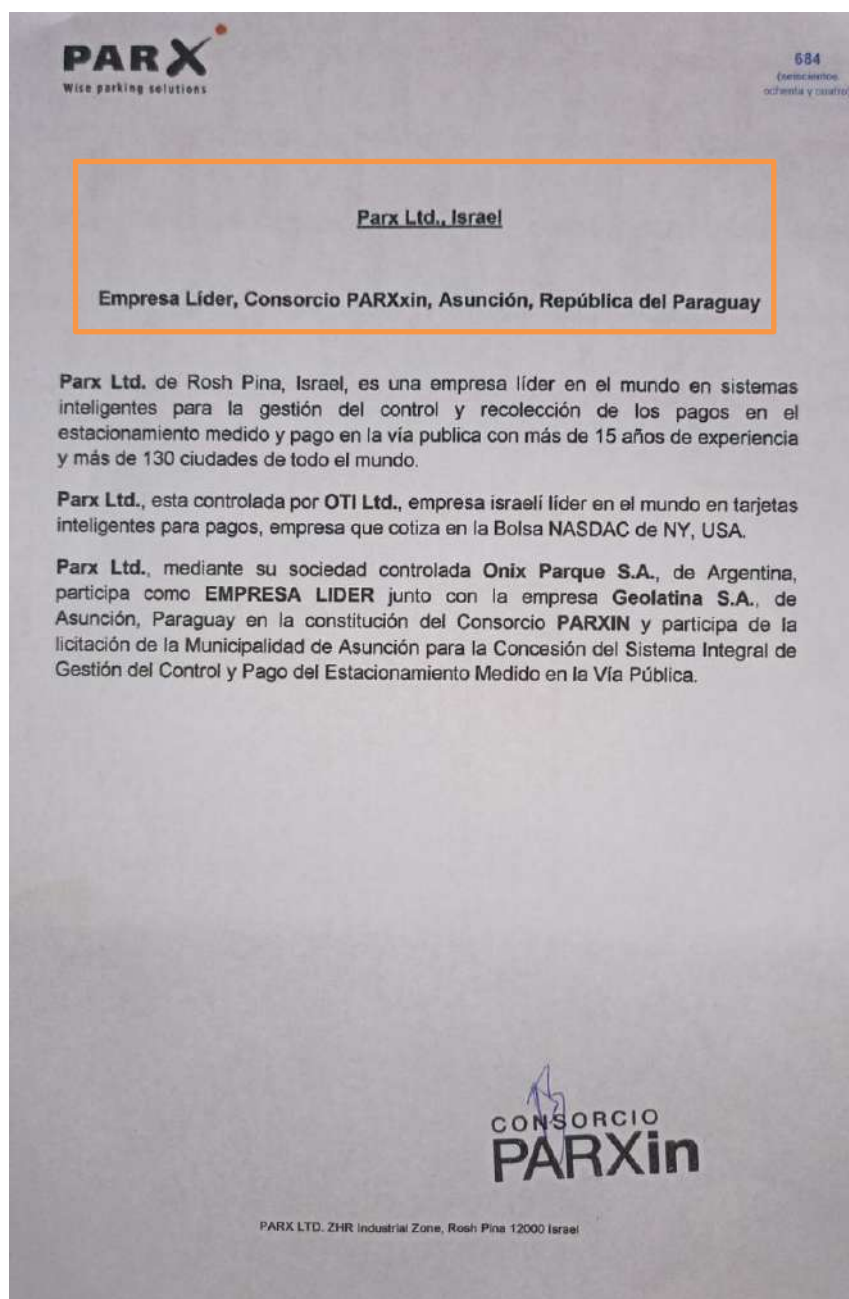 PARX
Wise parking solutions
684
(seiscientos
ochenta y cuatro)
Parx Ltd., Israel
Empresa Líder, Consorcio PARXxin, Asunción, República del Paraguay
Parx Ltd. de Rosh Pina, Israel, es una empresa líder en el mundo en sistemas
inteligentes para la gestión del control y recolección de los pagos en el
estacionamiento medido y pago en la vía publica con más de 15 años de experiencia
y más de 130 ciudades de todo el mundo.
Parx Ltd., esta controlada por OTI Ltd., empresa israelí líder en el mundo en tarjetas
inteligentes para pagos, empresa que cotiza en la Bolsa NASDAC de NY, USA.
Parx Ltd., mediante su sociedad controlada Onix Parque S.A., de Argentina,
participa como EMPRESA LIDER junto con la empresa Geolatina S.A., de
Asunción, Paraguay en la constitución del Consorcio PARXIN y participa de la
licitación de la Municipalidad de Asunción para la Concesión del Sistema Integral de
Gestión del Control y Pago del Estacionamiento Medido en la Vía Pública.
CONSORCIO
PARXin
PARX LTD. ZHR Industrial Zone, Rosh Pina 12000 Israel